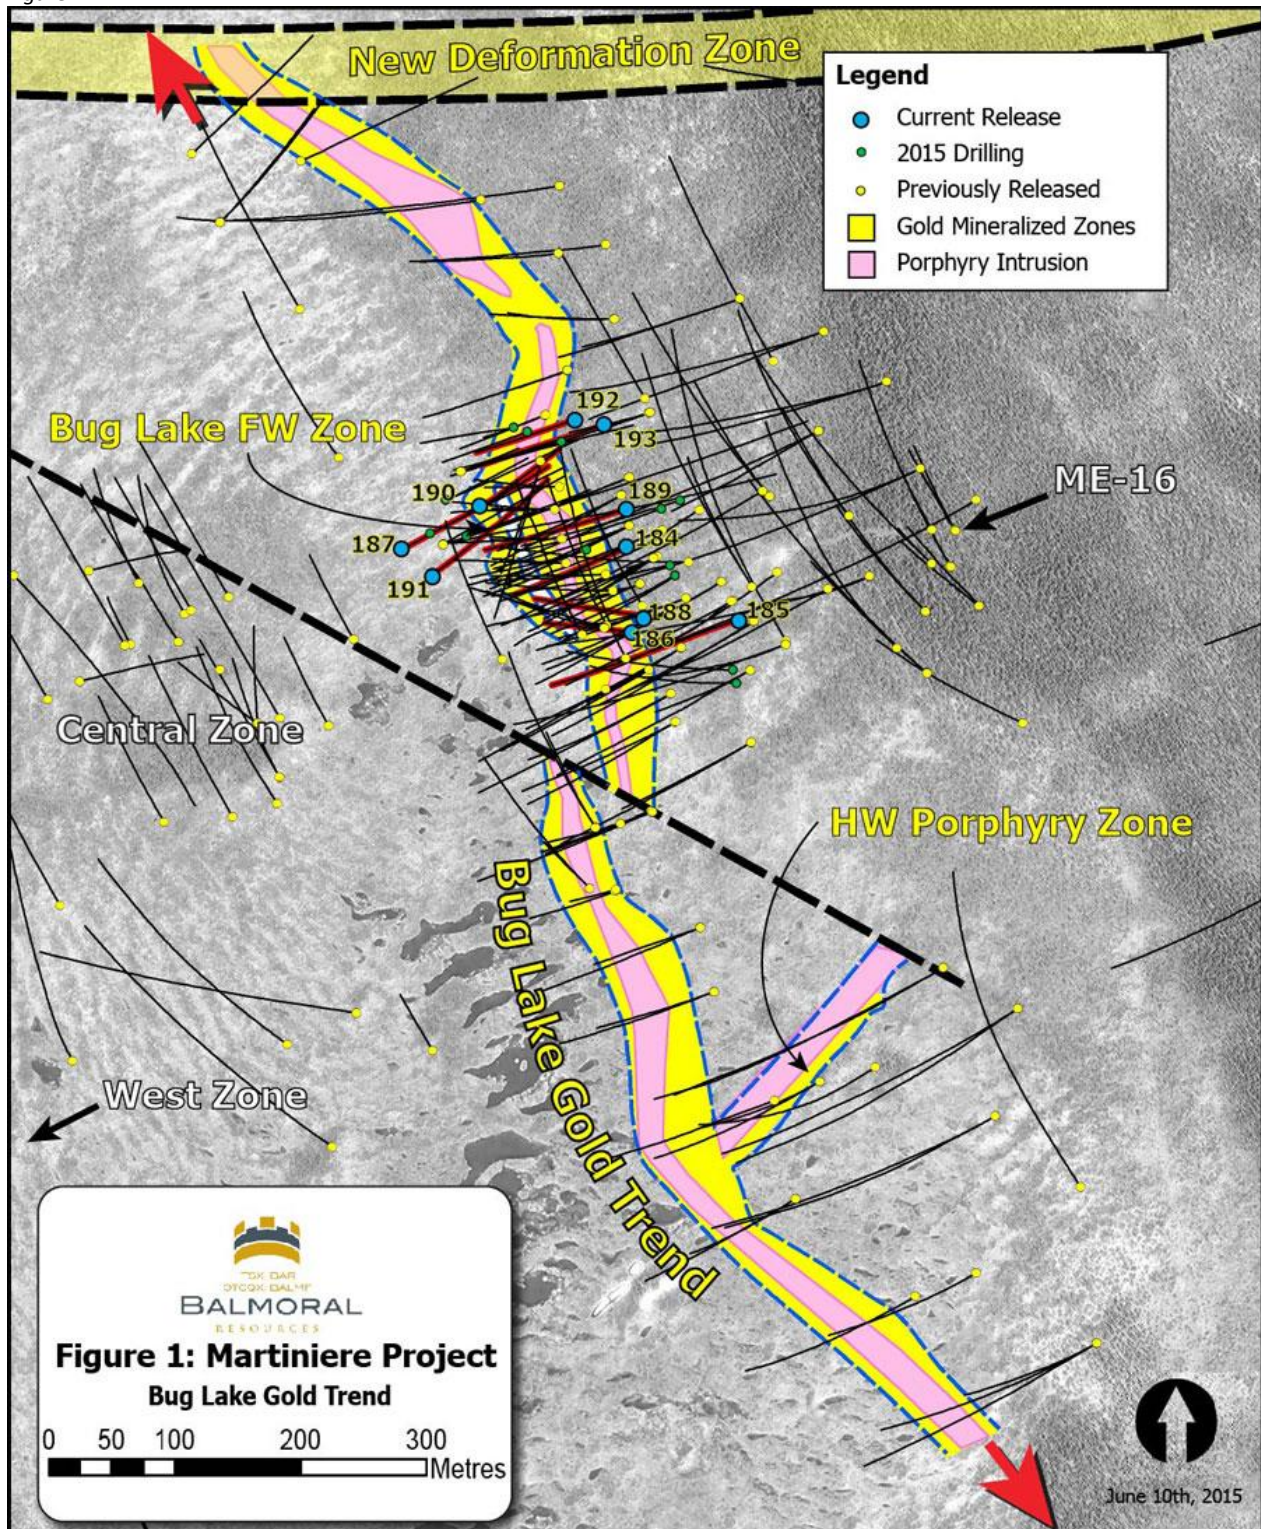 New Deformation Zone
Legend
Current Release
2015 Drilling
Previously Released
Gold Mineralized Zones
Porphyry Intrusion
Bug Lake FW Zone
192
193
ME-16
190
189
187
184
191
188
185
186
Central Zone
HW Porphyry Zone
Bug Lake Gold Trend
West Zone
BALMORAL
RESOURCES
Figure 1: Martiniere Project
Bug Lake Gold Trend
0 50 100 200 300
Metres
June 10th, 2015